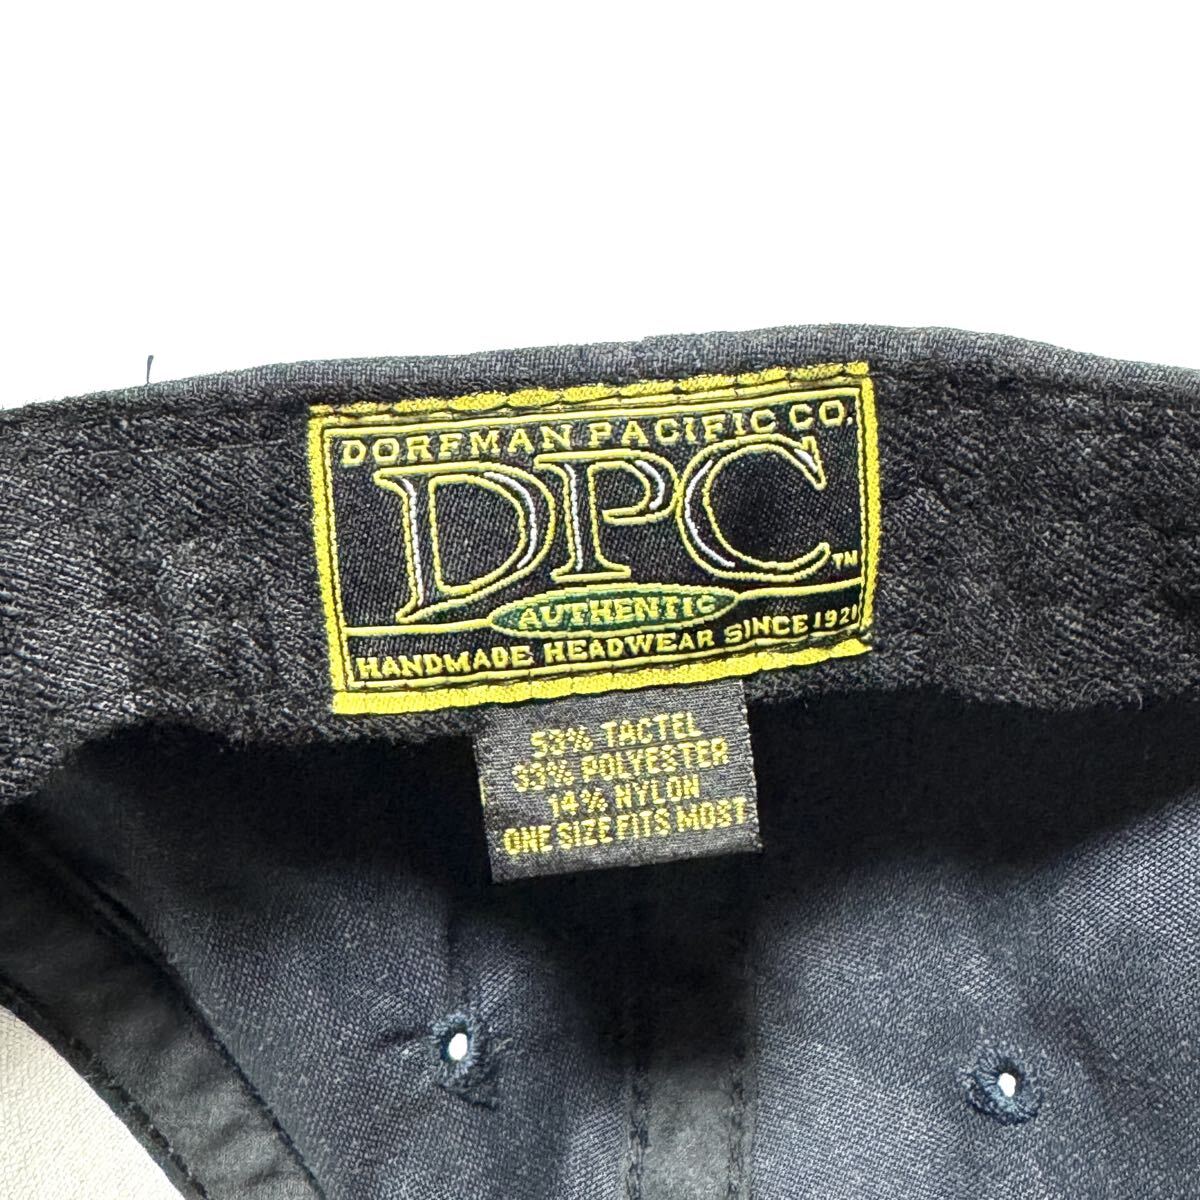 DORFMAN PACIFIC CO.
DPC
TM
AUTHENTIC
HANDMADE HEADWEAR SINCE 1921
53% TACTEL
33% POLYESTER
14% NYLON
ONE SIZE FITS MOST